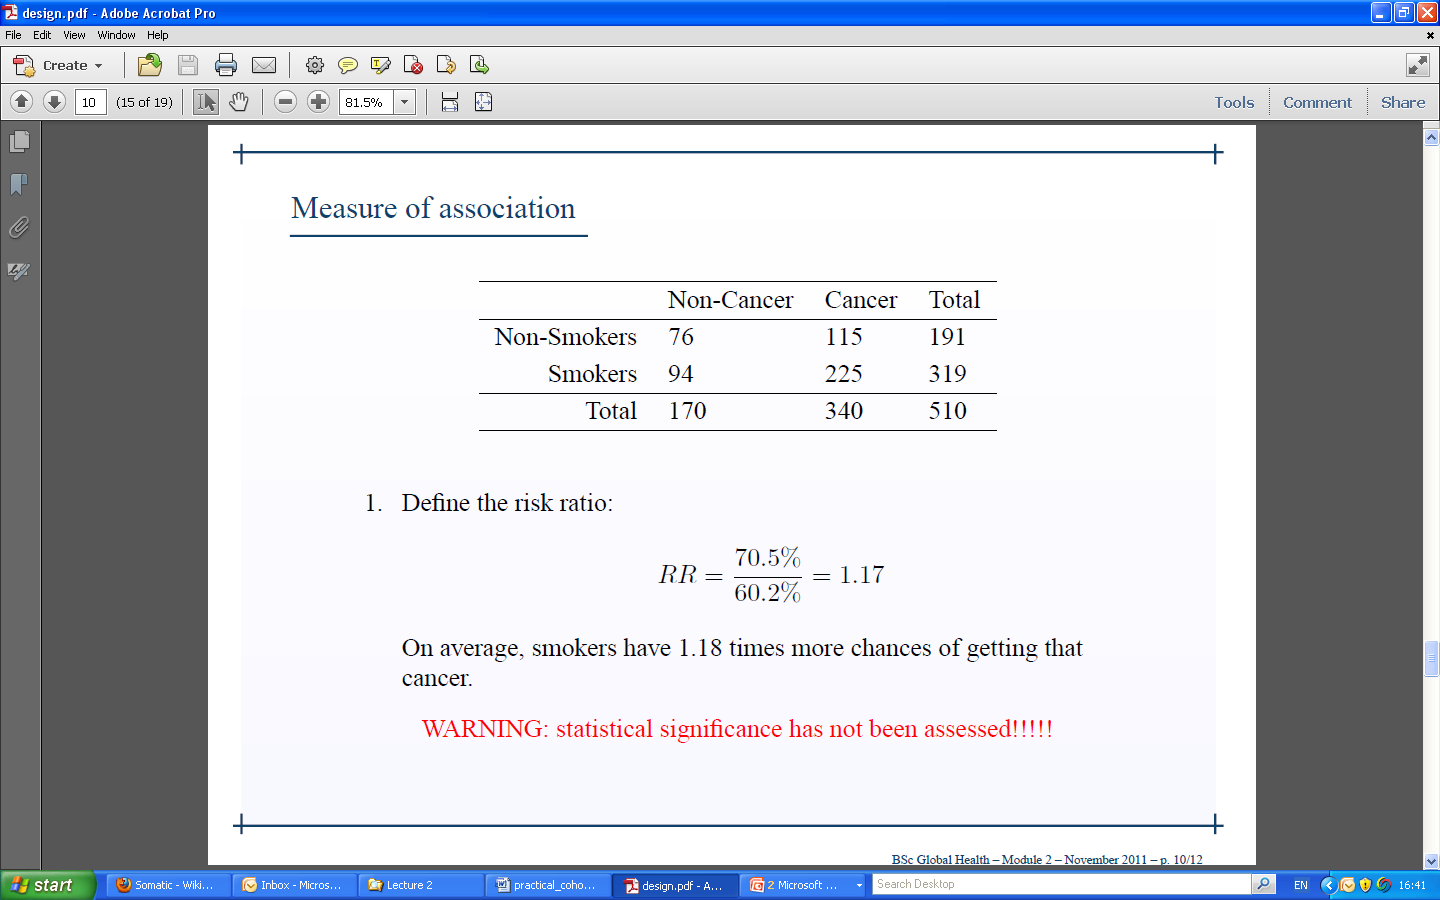 design.pdf - Adobe Acrobat Pro
File Edit View Window Help
Create
10 (15 of 19) 81.5% Tools Comment Share
Measure of association
Non-Cancer Cancer Total
Non-Smokers 76 115 191
Smokers 94 225 319
Total 170 340 510
1. Define the risk ratio:
RR = 70.5% / 60.2% = 1.17
On average, smokers have 1.18 times more chances of getting that
cancer.
WARNING: statistical significance has not been assessed!!!!!
BSc Global Health – Module 2 – November 2011 – p. 10/12
start Somatic - Wiki... Inbox - Micros... Lecture 2 practical_coho... design.pdf - A... 2 Microsoft ... Search Desktop EN 16:41